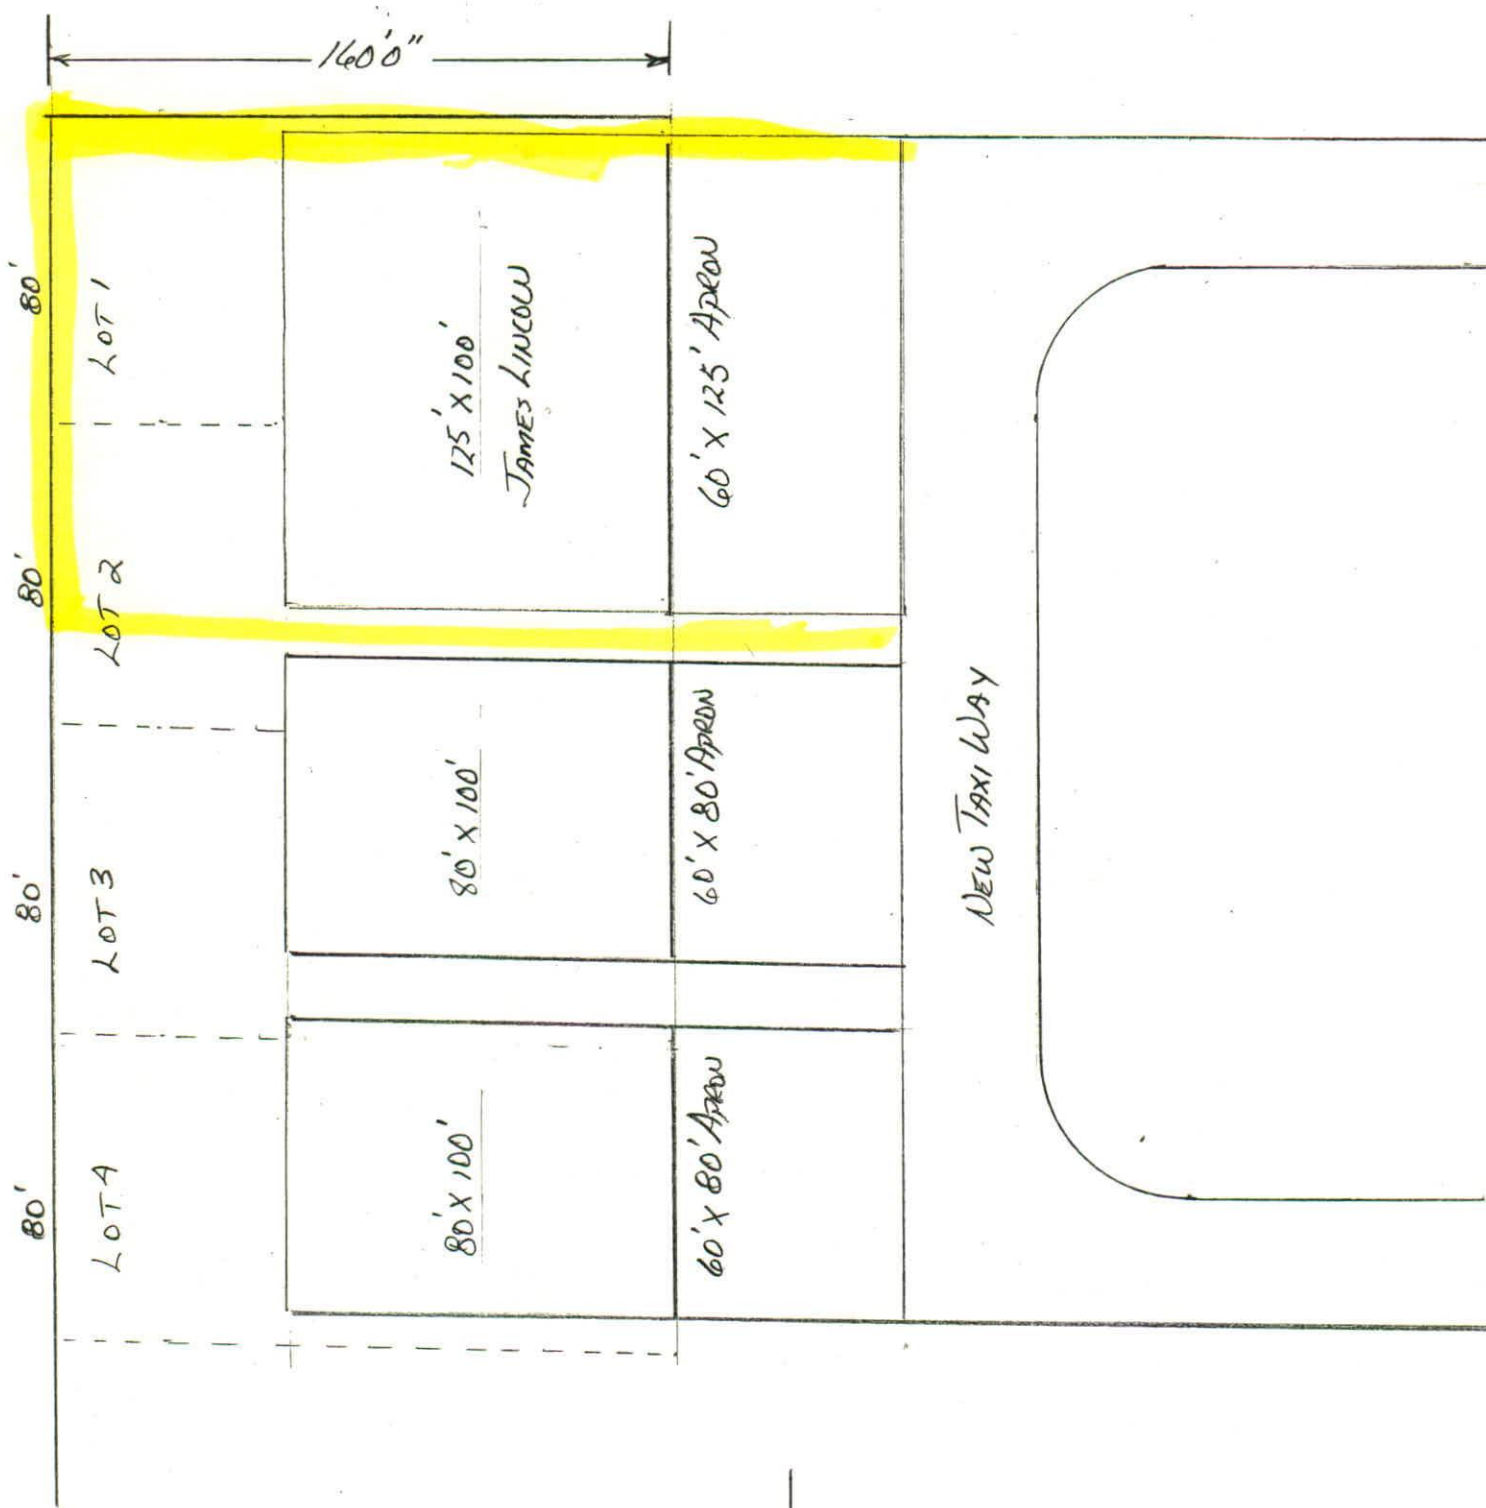 160'0"
80'
LOT 1
125' X 100'
JAMES LINCOLN
60' X 125' APRON
80'
LOT 2
80'
LOT 3
80' X 100'
60' X 80' APRON
NEW TAXI WAY
80'
LOT 4
80' X 100'
60' X 80' APRON